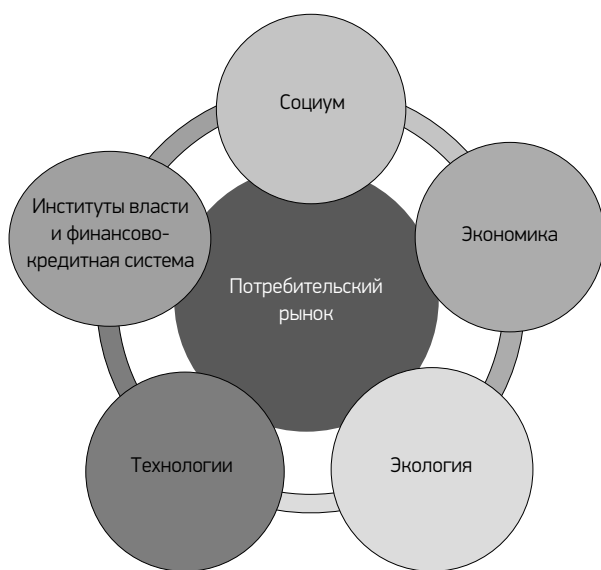 Социум
Институты власти
и финансово-
кредитная система
Экономика
Потребительский
рынок
Технологии
Экология